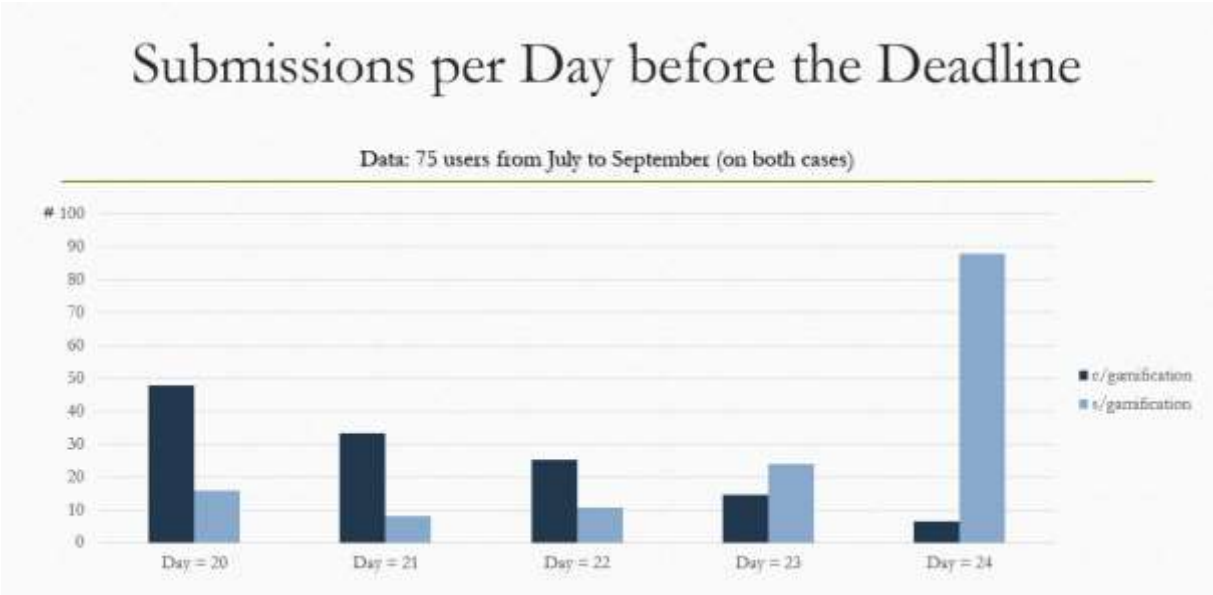 Submissions per Day before the Deadline
Data: 75 users from July to September (on both cases)
# 100
90
80
70
60
50
40
30
20
10
0
Day = 20
Day = 21
Day = 22
Day = 23
Day = 24
c/gamification
s/gamification